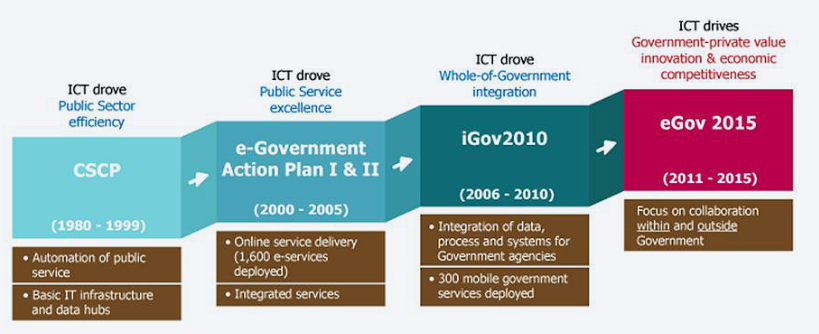 ICT drove
Public Sector
efficiency
CSCP
(1980 - 1999)
• Automation of public
service
• Basic IT infrastructure
and data hubs
ICT drove
Public Service
excellence
e-Government
Action Plan I & II
(2000 - 2005)
• Online service delivery
(1,600 e-services
deployed)
• Integrated services
ICT drove
Whole-of-Government
integration
iGov2010
(2006 - 2010)
• Integration of data,
process and systems for
Government agencies
• 300 mobile government
services deployed
ICT drives
Government-private value
innovation & economic
competitiveness
eGov 2015
(2011 - 2015)
Focus on collaboration
within and outside
Government